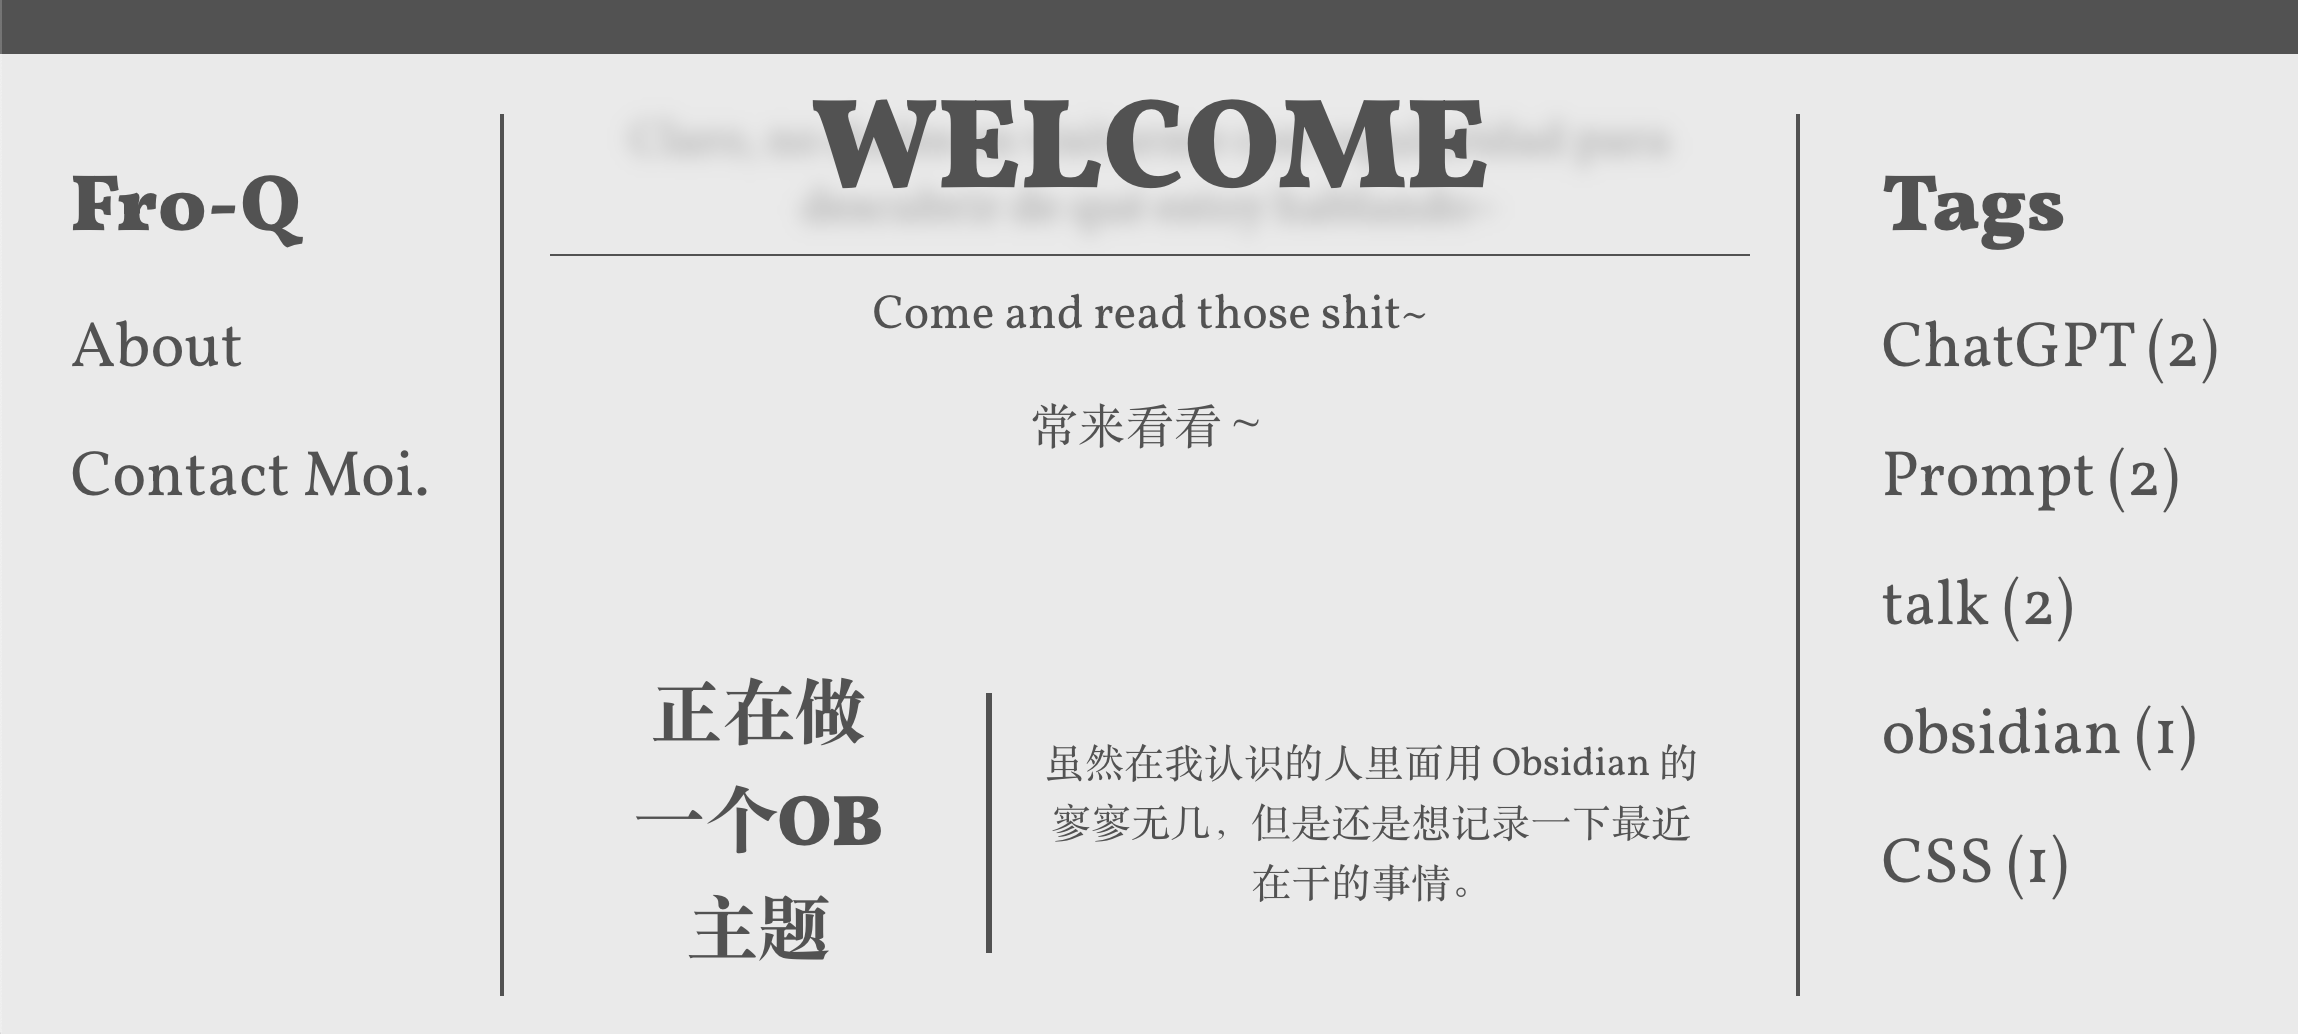 Fro-Q
About
Contact Moi.
WELCOME
Come and read those shit~
常来看看 ~
正在做
一个OB
主题
虽然在我认识的人里面用 Obsidian 的
寥寥无几，但是还是想记录一下最近
在干的事情。
Tags
ChatGPT (2)
Prompt (2)
talk (2)
obsidian (1)
CSS (1)